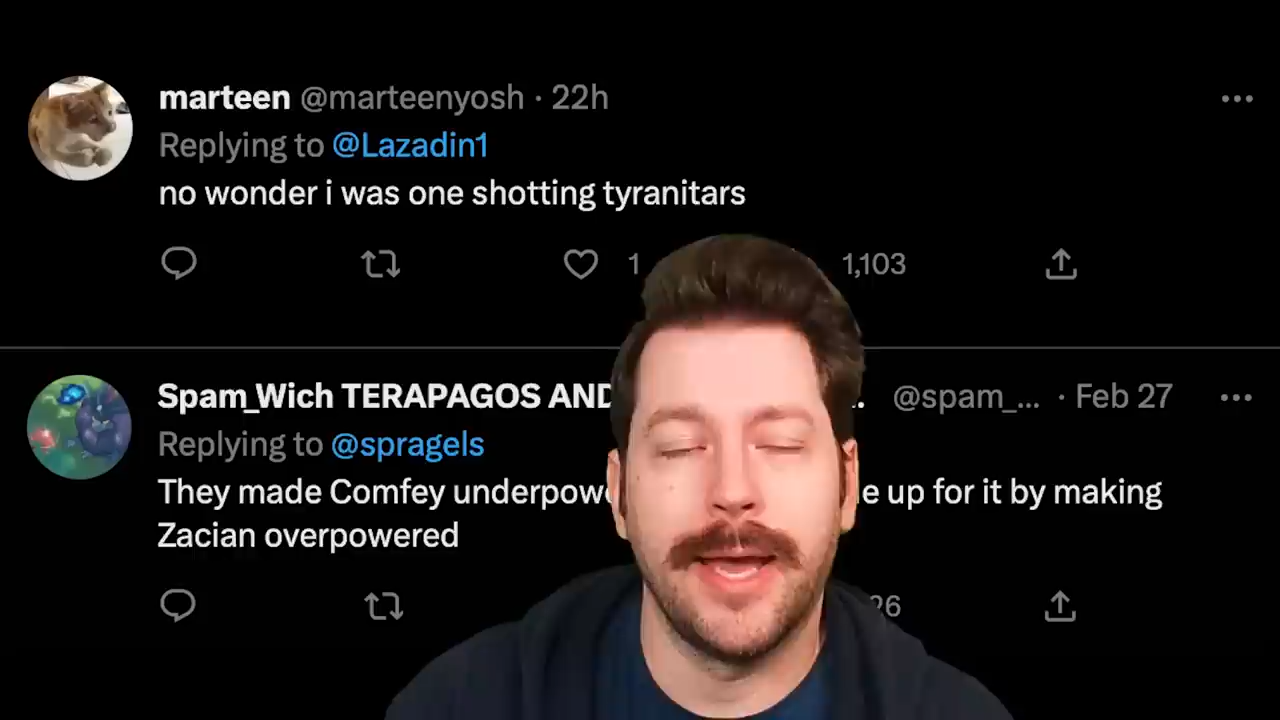 marteen @marteenyosh · 22h
Replying to @Lazadin1
no wonder i was one shotting tyranitars
1 1,103
Spam_Wich TERAPAGOS AND . @spam_... · Feb 27
Replying to @spragels
They made Comfey up for it by making
Zacian overpowered